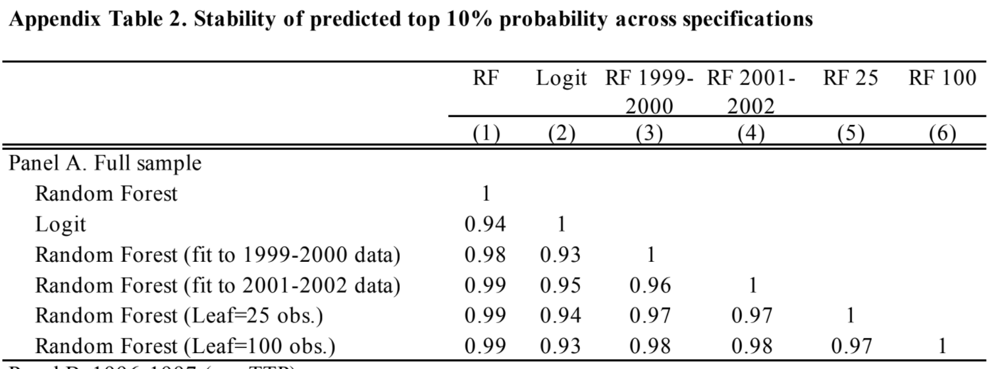 Appendix Table 2. Stability of predicted top 10% probability across specifications
RF Logit RF 1999- RF 2001- RF 25 RF 100
2000 2002
(1) (2) (3) (4) (5) (6)
Panel A. Full sample
Random Forest 1
Logit 0.94 1
Random Forest (fit to 1999-2000 data) 0.98 0.93 1
Random Forest (fit to 2001-2002 data) 0.99 0.95 0.96 1
Random Forest (Leaf=25 obs.) 0.99 0.94 0.97 0.97 1
Random Forest (Leaf=100 obs.) 0.99 0.93 0.98 0.98 0.97 1